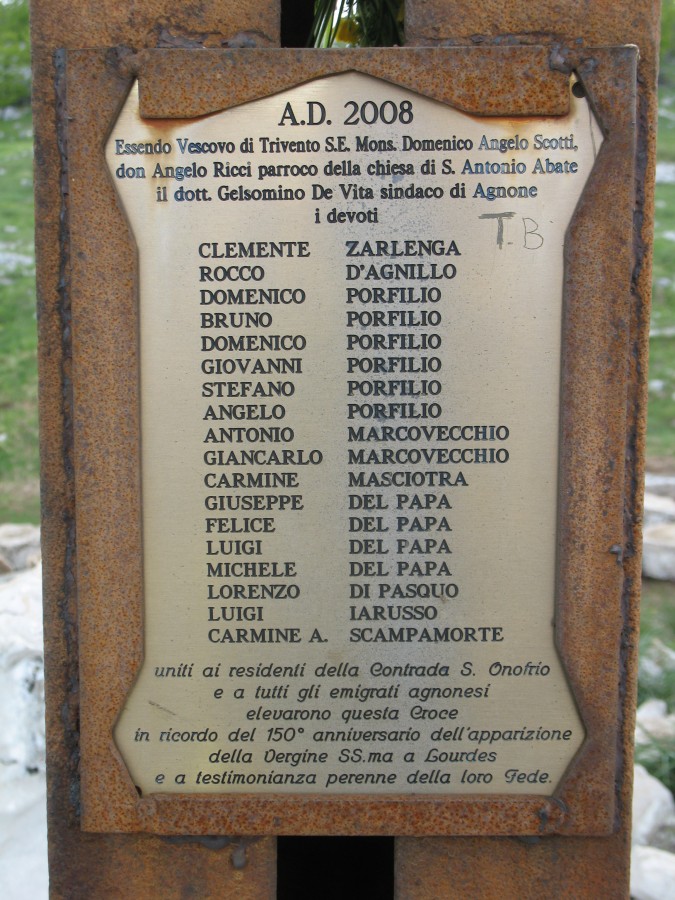 A.D. 2008
Essendo Vescovo di Trivento S.E. Mons. Domenico Angelo Scotti,
don Angelo Ricci parroco della chiesa di S. Antonio Abate
il dott. Gelsomino De Vita sindaco di Agnone
i devoti
T.B
CLEMENTE ZARLENGA
ROCCO D'AGNILLO
DOMENICO PORFILIO
BRUNO PORFILIO
DOMENICO PORFILIO
GIOVANNI PORFILIO
STEFANO PORFILIO
ANGELO PORFILIO
ANTONIO MARCOVECCHIO
GIANCARLO MARCOVECCHIO
CARMINE MASCIOTRA
GIUSEPPE DEL PAPA
FELICE DEL PAPA
LUIGI DEL PAPA
MICHELE DEL PAPA
LORENZO DI PASQUO
LUIGI IARUSSO
CARMINE A. SCAMPAMORTE
uniti ai residenti della Contrada S. Onofrio
e a tutti gli emigrati agnonesi
elevarono questa Croce
in ricordo del 150° anniversario dell'apparizione
della Vergine SS.ma a Lourdes
e a testimonianza perenne della loro Fede.